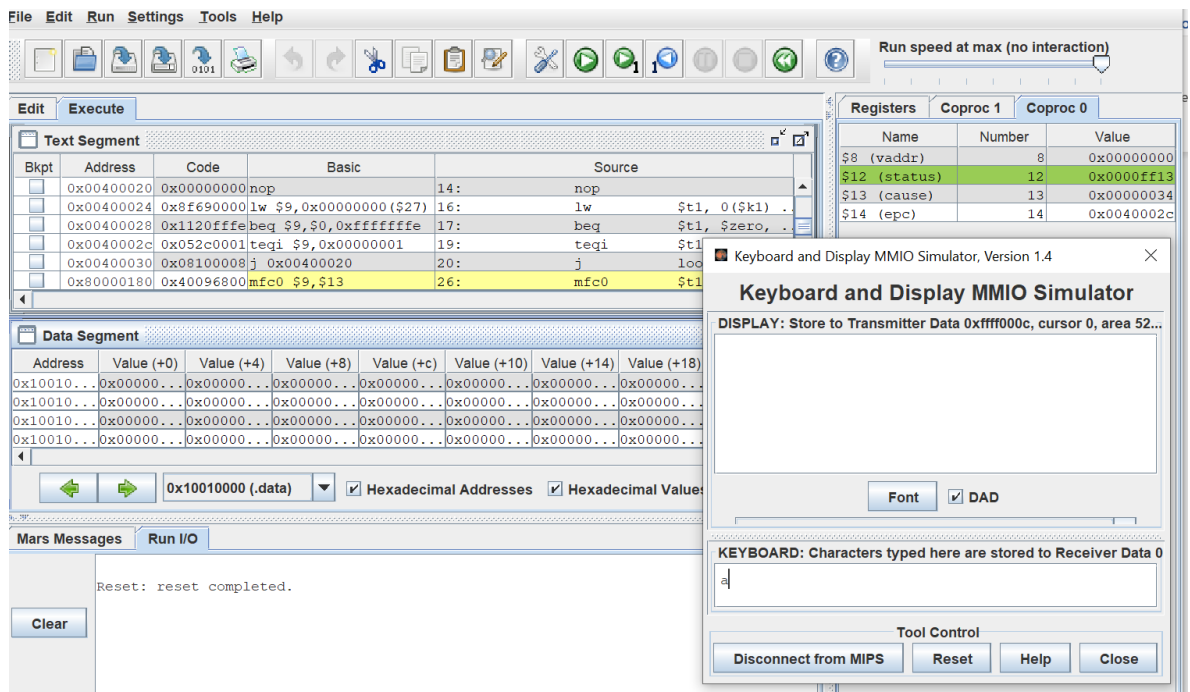 File Edit Run Settings Tools Help
Run speed at max (no interaction)
Edit Execute
Text Segment
Bkpt Address Code Basic Source
0x00400020 0x00000000 nop 14: nop
0x00400024 0x8f690000 lw $9,0x00000000($27) 16: lw $t1, 0($k1) ..
0x00400028 0x1120fffe beq $9,$0,0xfffffffe 17: beq $t1, $zero, ..
0x0040002c 0x052c0001 teqi $9,0x00000001 19: teqi $t1
0x00400030 0x08100008 j 0x00400020 20: j loo
0x80000180 0x40096800 mfc0 $9,$13 26: mfc0 $t1
Data Segment
Address Value (+0) Value (+4) Value (+8) Value (+c) Value (+10) Value (+14) Value (+18)
0x10010... 0x00000... 0x00000... 0x00000... 0x00000... 0x00000... 0x00000... 0x00000...
0x10010... 0x00000... 0x00000... 0x00000... 0x00000... 0x00000... 0x00000... 0x00000...
0x10010... 0x00000... 0x00000... 0x00000... 0x00000... 0x00000... 0x00000... 0x00000...
0x10010... 0x00000... 0x00000... 0x00000... 0x00000... 0x00000... 0x00000... 0x00000...
0x10010000 (.data) Hexadecimal Addresses Hexadecimal Values
Mars Messages Run I/O
Reset: reset completed.
Clear
Registers Coproc 1 Coproc 0
Name Number Value
$8 (vaddr) 8 0x00000000
$12 (status) 12 0x0000ff13
$13 (cause) 13 0x00000034
$14 (epc) 14 0x0040002c
Keyboard and Display MMIO Simulator, Version 1.4
Keyboard and Display MMIO Simulator
DISPLAY: Store to Transmitter Data 0xffff000c, cursor 0, area 52...
Font DAD
KEYBOARD: Characters typed here are stored to Receiver Data 0
a
Tool Control
Disconnect from MIPS Reset Help Close